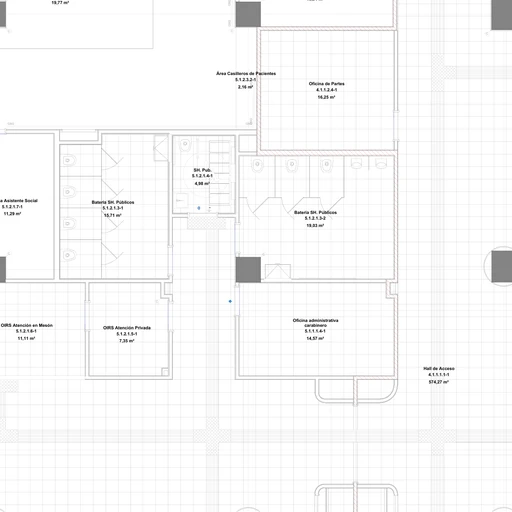 19,77 m²
Área Casilleros de Pacientes
5.1.2.3.2-1
2,16 m²
Oficina de Partes
4.1.1.2.4-1
16,25 m²
SH. Pub.
5.1.2.1.4-1
4,98 m²
a Asistente Social
5.1.2.1.7-1
11,29 m²
Batería SH. Públicos
5.1.2.1.3-1
15,71 m²
Batería SH. Públicos
5.1.2.1.3-2
19,03 m²
OIRS Atención en Mesón
5.1.2.1.6-1
11,11 m²
OIRS Atención Privada
5.1.2.1.5-1
7,35 m²
Oficina administrativa
carabinero
5.1.1.1.4-1
14,57 m²
Hall de Acceso
4.1.1.1.1-1
574,27 m²